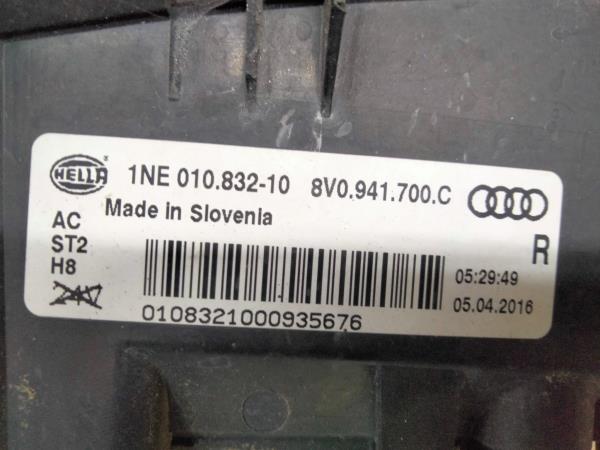 HELLA ® 1NE 010.832-10 8V0.941.700.C
Made in Slovenia
AC
ST2
H8
R
05:29:49
05.04.2016
0108321000935676